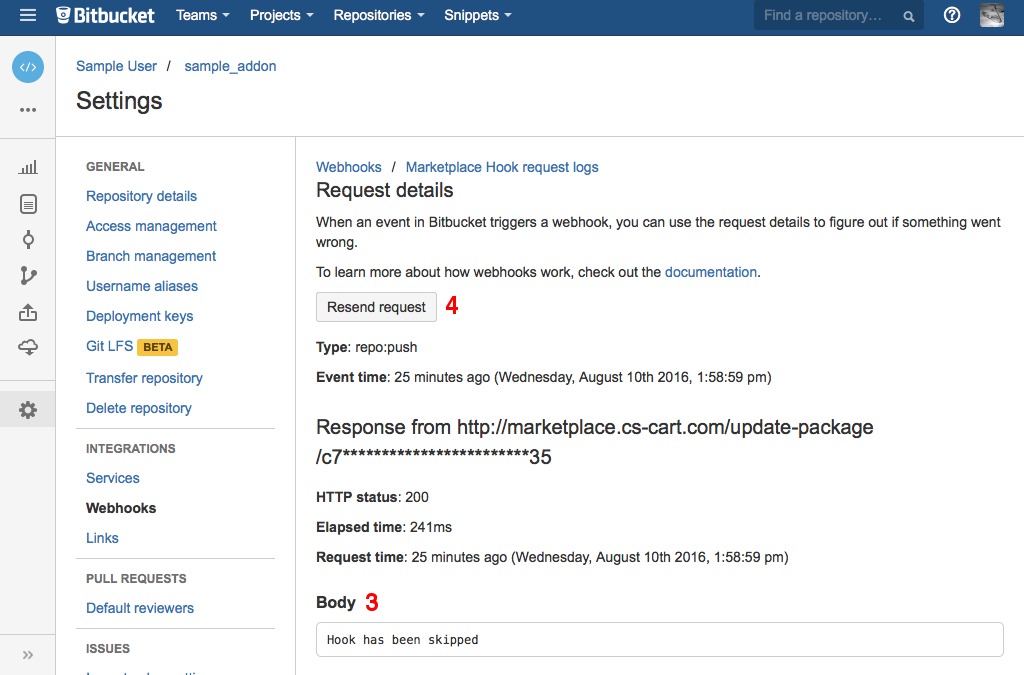 Bitbucket Teams Projects Repositories Snippets Find a repository...
Sample User / sample_addon
Settings
GENERAL
Repository details
Access management
Branch management
Username aliases
Deployment keys
Git LFS BETA
Transfer repository
Delete repository
INTEGRATIONS
Services
Webhooks
Links
PULL REQUESTS
Default reviewers
ISSUES
Webhooks / Marketplace Hook request logs
Request details
When an event in Bitbucket triggers a webhook, you can use the request details to figure out if something went
wrong.
To learn more about how webhooks work, check out the documentation.
Resend request 4
Type: repo:push
Event time: 25 minutes ago (Wednesday, August 10th 2016, 1:58:59 pm)
Response from http://marketplace.cs-cart.com/update-package
/c7************************35
HTTP status: 200
Elapsed time: 241ms
Request time: 25 minutes ago (Wednesday, August 10th 2016, 1:58:59 pm)
Body 3
Hook has been skipped